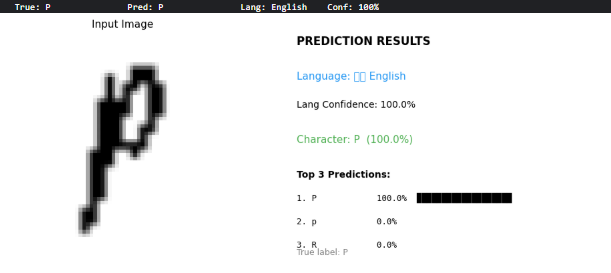 True: P Pred: P Lang: English Conf: 100%
Input Image
P
PREDICTION RESULTS
Language: English
Lang Confidence: 100.0%
Character: P (100.0%)
Top 3 Predictions:
1. P 100.0%
2. p 0.0%
3. R 0.0%
True label: P